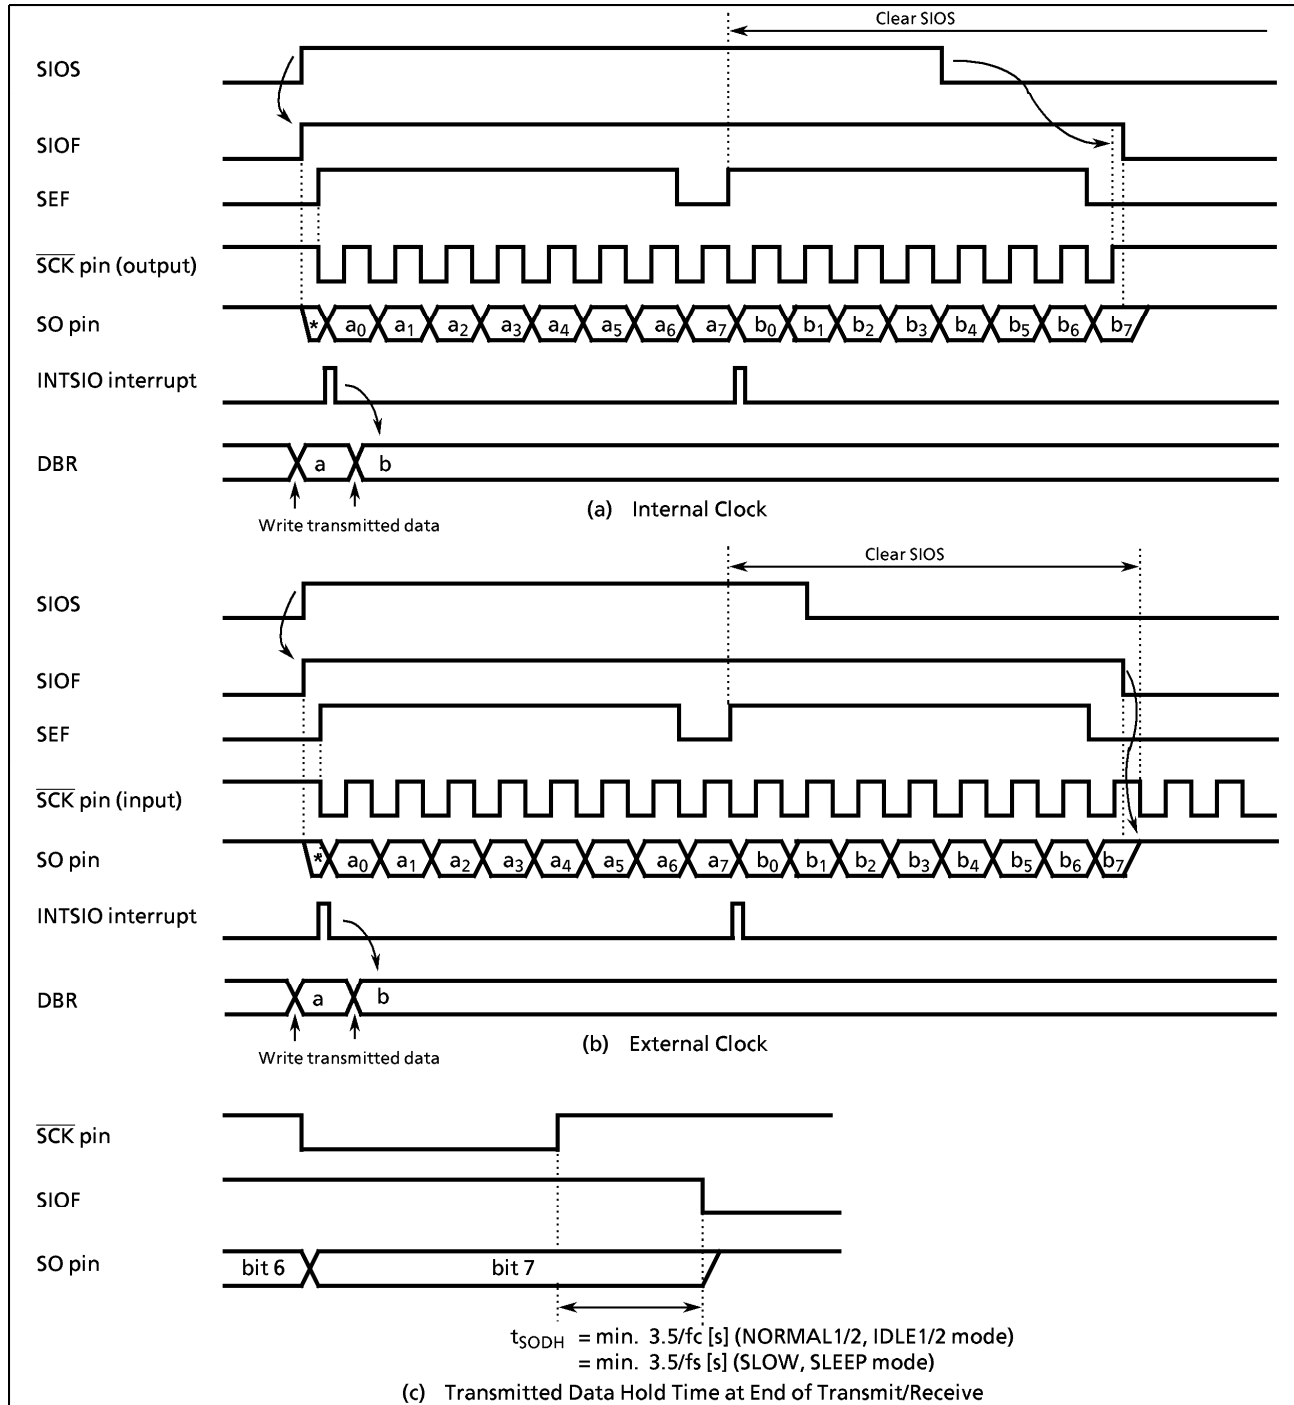 Clear SIOS
SIOS
SIOF
SEF
S̅C̅K̅ pin (output)
SO pin
* a₀ a₁ a₂ a₃ a₄ a₅ a₆ a₇ b₀ b₁ b₂ b₃ b₄ b₅ b₆ b₇
INTSIO interrupt
DBR
a b
Write transmitted data
(a) Internal Clock
Clear SIOS
SIOS
SIOF
SEF
S̅C̅K̅ pin (input)
SO pin
* a₀ a₁ a₂ a₃ a₄ a₅ a₆ a₇ b₀ b₁ b₂ b₃ b₄ b₅ b₆ b₇
INTSIO interrupt
DBR
a b
Write transmitted data
(b) External Clock
S̅C̅K̅ pin
SIOF
SO pin
bit 6 bit 7
tSODH = min. 3.5/fc [s] (NORMAL1/2, IDLE1/2 mode)
= min. 3.5/fs [s] (SLOW, SLEEP mode)
(c) Transmitted Data Hold Time at End of Transmit/Receive